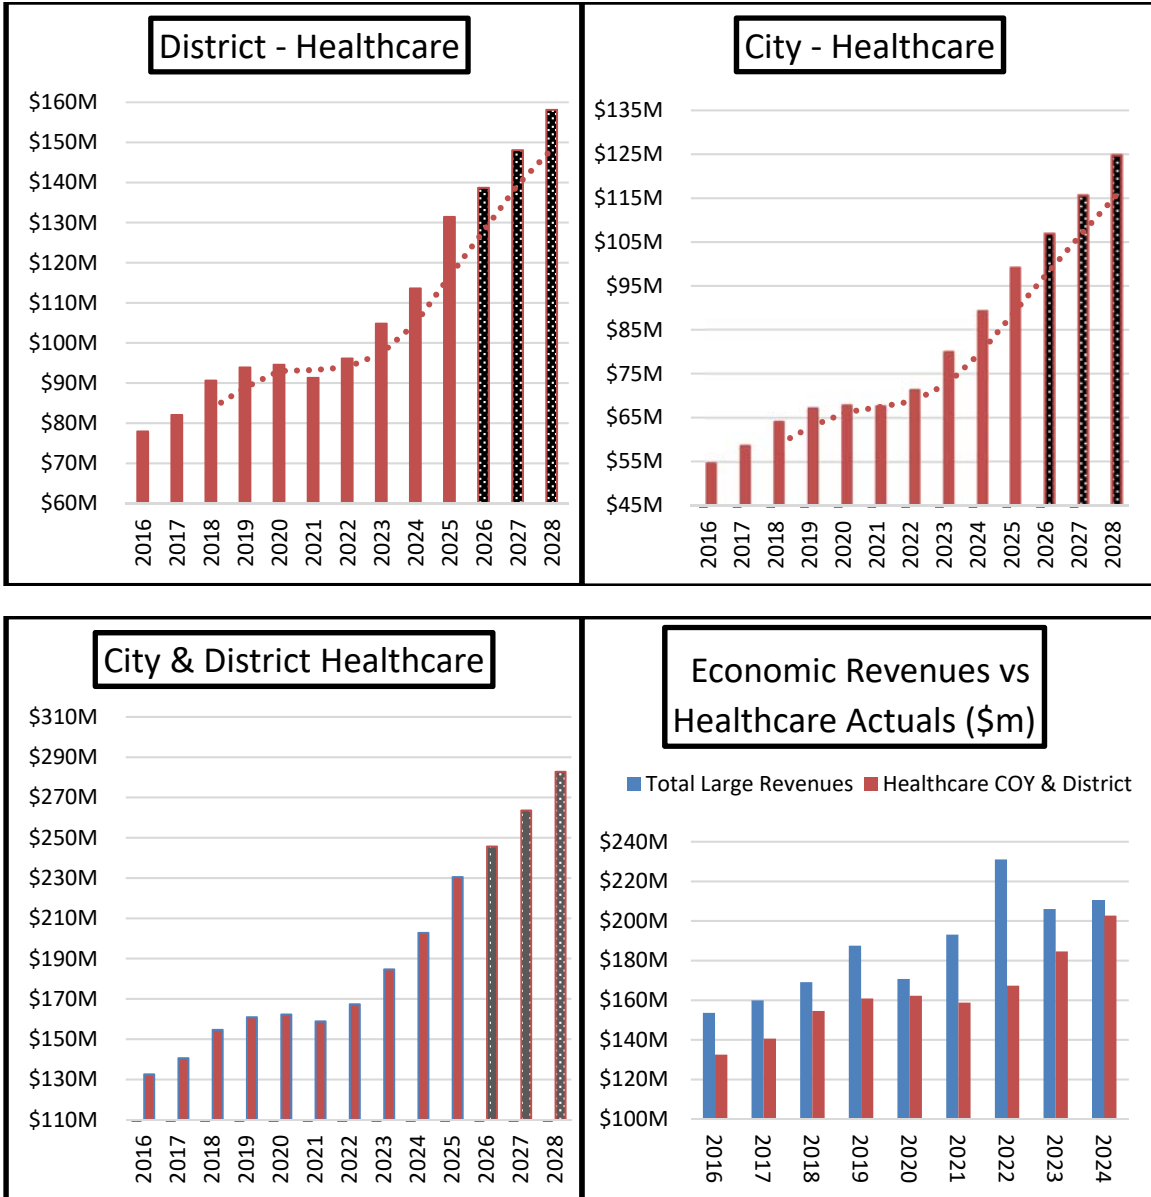 District - Healthcare
$160M
$150M
$140M
$130M
$120M
$110M
$100M
$90M
$80M
$70M
$60M
2016 2017 2018 2019 2020 2021 2022 2023 2024 2025 2026 2027 2028
City - Healthcare
$135M
$125M
$115M
$105M
$95M
$85M
$75M
$65M
$55M
$45M
2016 2017 2018 2019 2020 2021 2022 2023 2024 2025 2026 2027 2028
City & District Healthcare
$310M
$290M
$270M
$250M
$230M
$210M
$190M
$170M
$150M
$130M
$110M
2016 2017 2018 2019 2020 2021 2022 2023 2024 2025 2026 2027 2028
Economic Revenues vs
Healthcare Actuals ($m)
Total Large Revenues Healthcare COY & District
$240M
$220M
$200M
$180M
$160M
$140M
$120M
$100M
2016 2017 2018 2019 2020 2021 2022 2023 2024